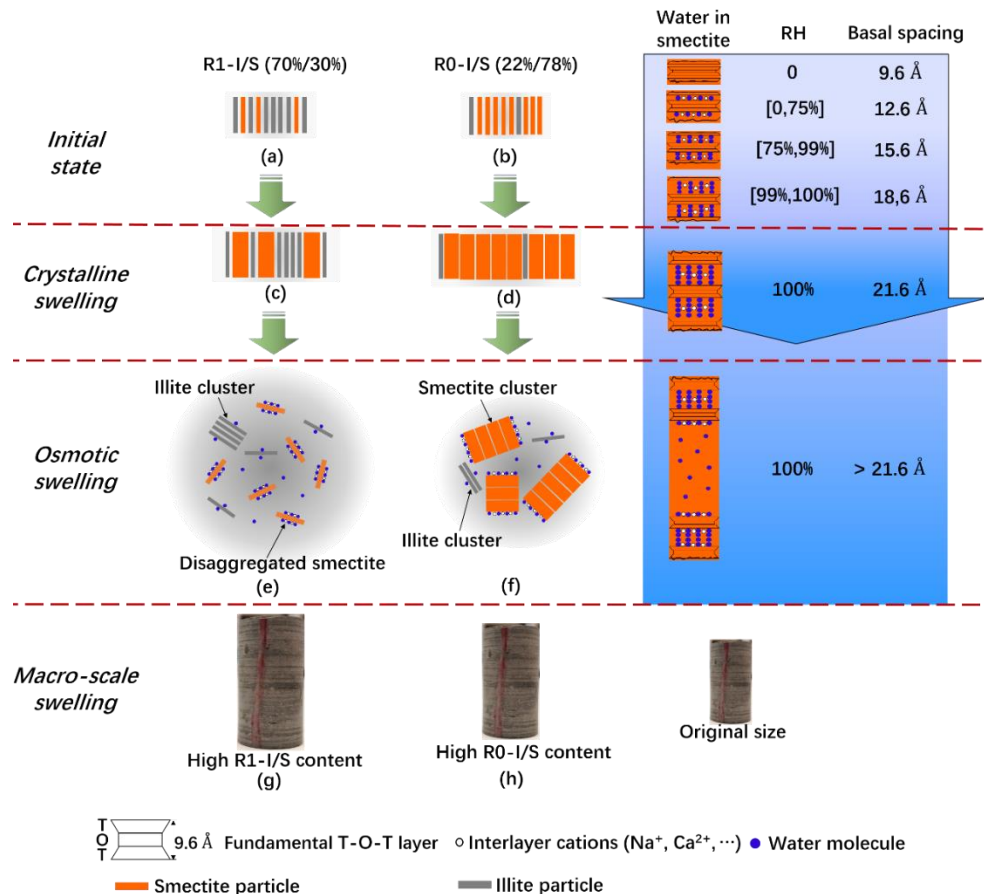 Water in
smectite
RH
Basal spacing
R1-I/S (70%/30%)
R0-I/S (22%/78%)
0
9.6 Å
[0,75%]
12.6 Å
Initial
state
(a)
(b)
[75%,99%]
15.6 Å
[99%,100%]
18,6 Å
Crystalline
swelling
(c)
(d)
100%
21.6 Å
Illite cluster
Smectite cluster
Osmotic
swelling
100%
> 21.6 Å
Illite cluster
Disaggregated smectite
(e)
(f)
Macro-scale
swelling
Original size
High R1-I/S content
High R0-I/S content
(g)
(h)
T
O
T
9.6 Å
Fundamental T-O-T layer
Interlayer cations (Na⁺, Ca²⁺, ···)
Water molecule
Smectite particle
Illite particle